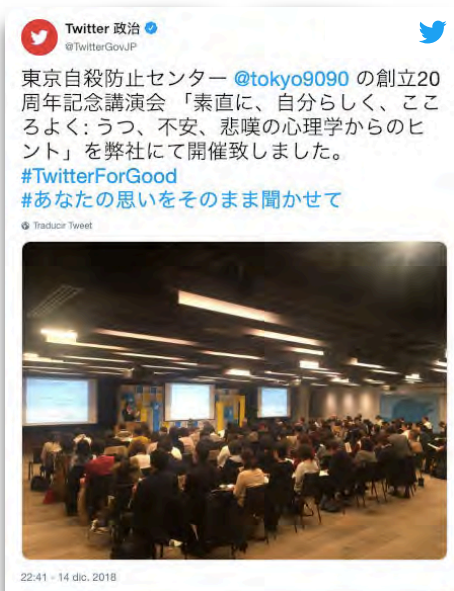 Twitter 政治
@TwitterGovJP
東京自殺防止センター @tokyo9090 の創立20
周年記念講演会 「素直に、自分らしく、ここ
ろよく: うつ、不安、悲嘆の心理学からのヒ
ント」を弊社にて開催致しました。
#TwitterForGood
#あなたの思いをそのまま聞かせて
Traducir Tweet
22:41 - 14 dic. 2018